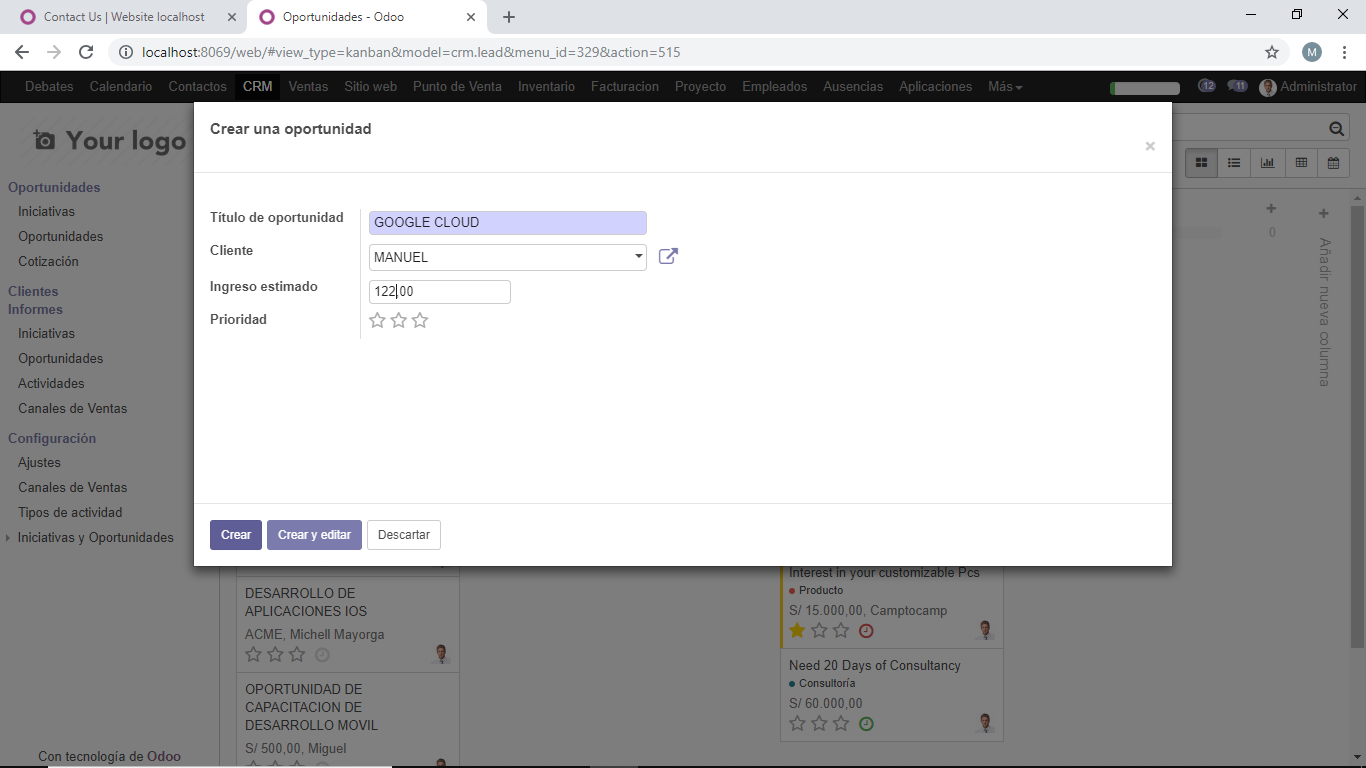 Contact Us | Website localhost
Oportunidades - Odoo
localhost:8069/web/#view_type=kanban&model=crm.lead&menu_id=329&action=515
M
Debates Calendario Contactos CRM Ventas Sitio web Punto de Venta Inventario Facturacion Proyecto Empleados Ausencias Aplicaciones Más 12 11 Administrator
Your logo
Oportunidades
Iniciativas
Oportunidades
Cotización
Clientes
Informes
Iniciativas
Oportunidades
Actividades
Canales de Ventas
Configuración
Ajustes
Canales de Ventas
Tipos de actividad
Iniciativas y Oportunidades
Con tecnología de Odoo
Crear una oportunidad
×
Título de oportunidad GOOGLE CLOUD
Cliente MANUEL
Ingreso estimado 122,00
Prioridad
Crear Crear y editar Descartar
0
Añadir nueva columna
DESARROLLO DE
APLICACIONES IOS
ACME, Michell Mayorga
OPORTUNIDAD DE
CAPACITACION DE
DESARROLLO MOVIL
S/ 500,00, Miguel
Interest in your customizable Pcs
Producto
S/ 15.000,00, Camptocamp
Need 20 Days of Consultancy
Consultoría
S/ 60.000,00